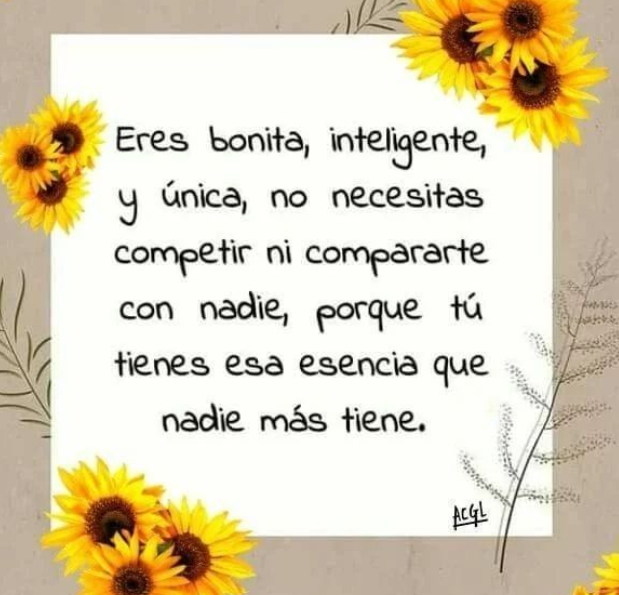 Eres bonita, inteligente,
y única, no necesitas
competir ni compararte
con nadie, porque tú
tienes esa esencia que
nadie más tiene.
ACGL